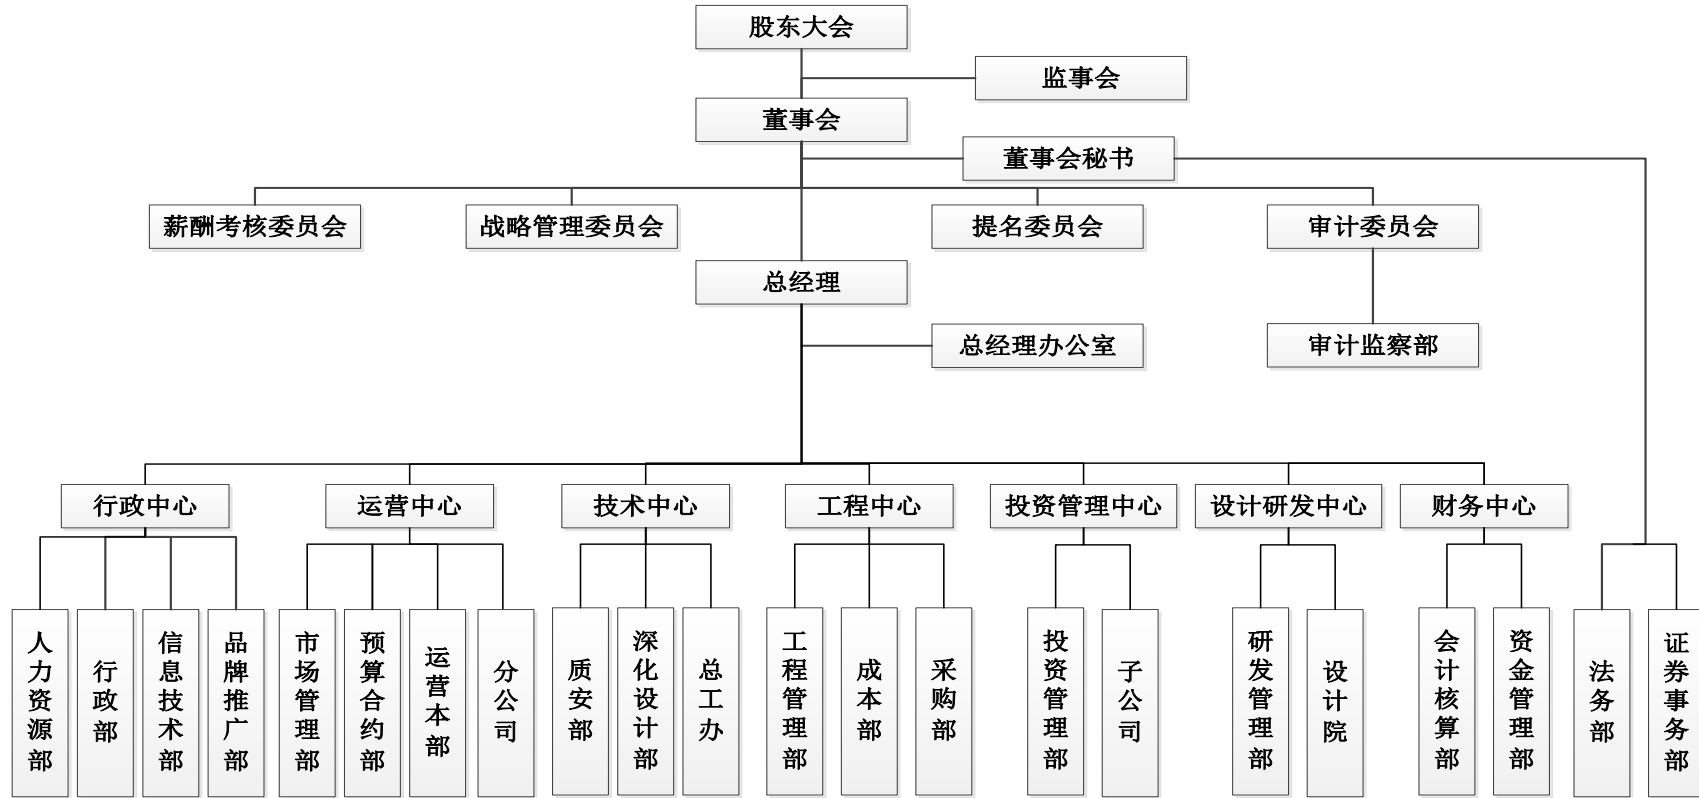 股东大会
监事会
董事会
董事会秘书
薪酬考核委员会
战略管理委员会
提名委员会
审计委员会
总经理
总经理办公室
审计监察部
行政中心
运营中心
技术中心
工程中心
投资管理中心
设计研发中心
财务中心
人力资源部
行政部
信息技术部
品牌推广部
市场管理部
预算合约部
运营本部
分公司
质安部
深化设计部
总工办
工程管理部
成本部
采购部
投资管理部
子公司
研发管理部
设计院
会计核算部
资金管理部
法务部
证券事务部